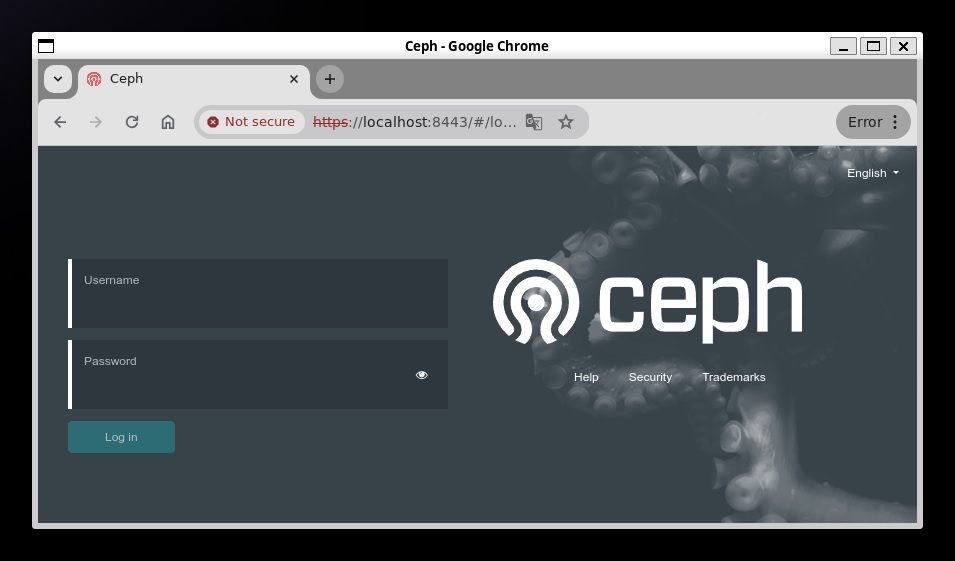 Ceph - Google Chrome
Ceph
Not secure https://localhost:8443/#/lo... Error
English
Username
ceph
Password
Help Security Trademarks
Log in